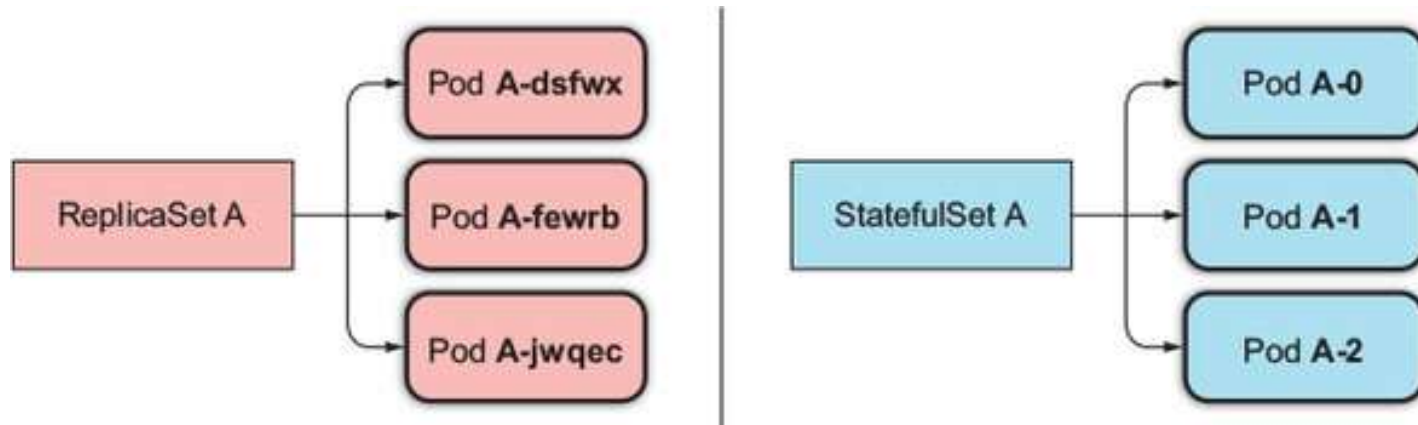 ReplicaSet A
Pod A-dsfwx
Pod A-fewrb
Pod A-jwqec
StatefulSet A
Pod A-0
Pod A-1
Pod A-2